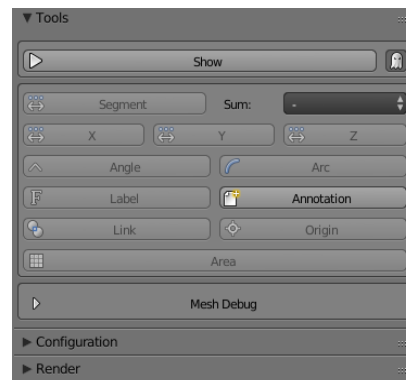 Tools
Show
Segment Sum: -
X Y Z
Angle Arc
F Label Annotation
Link Origin
Area
Mesh Debug
Configuration
Render